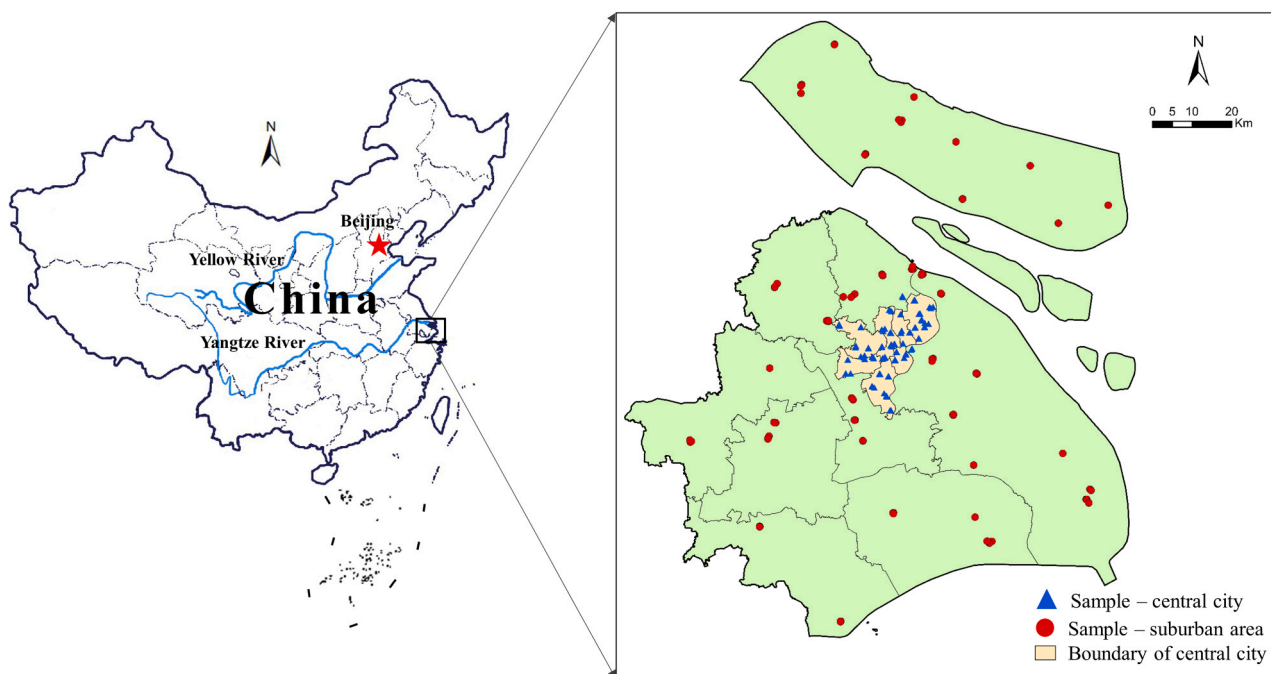 N
Beijing
Yellow River
China
Yangtze River
N
0 5 10 20
Km
Sample – central city
Sample – suburban area
Boundary of central city